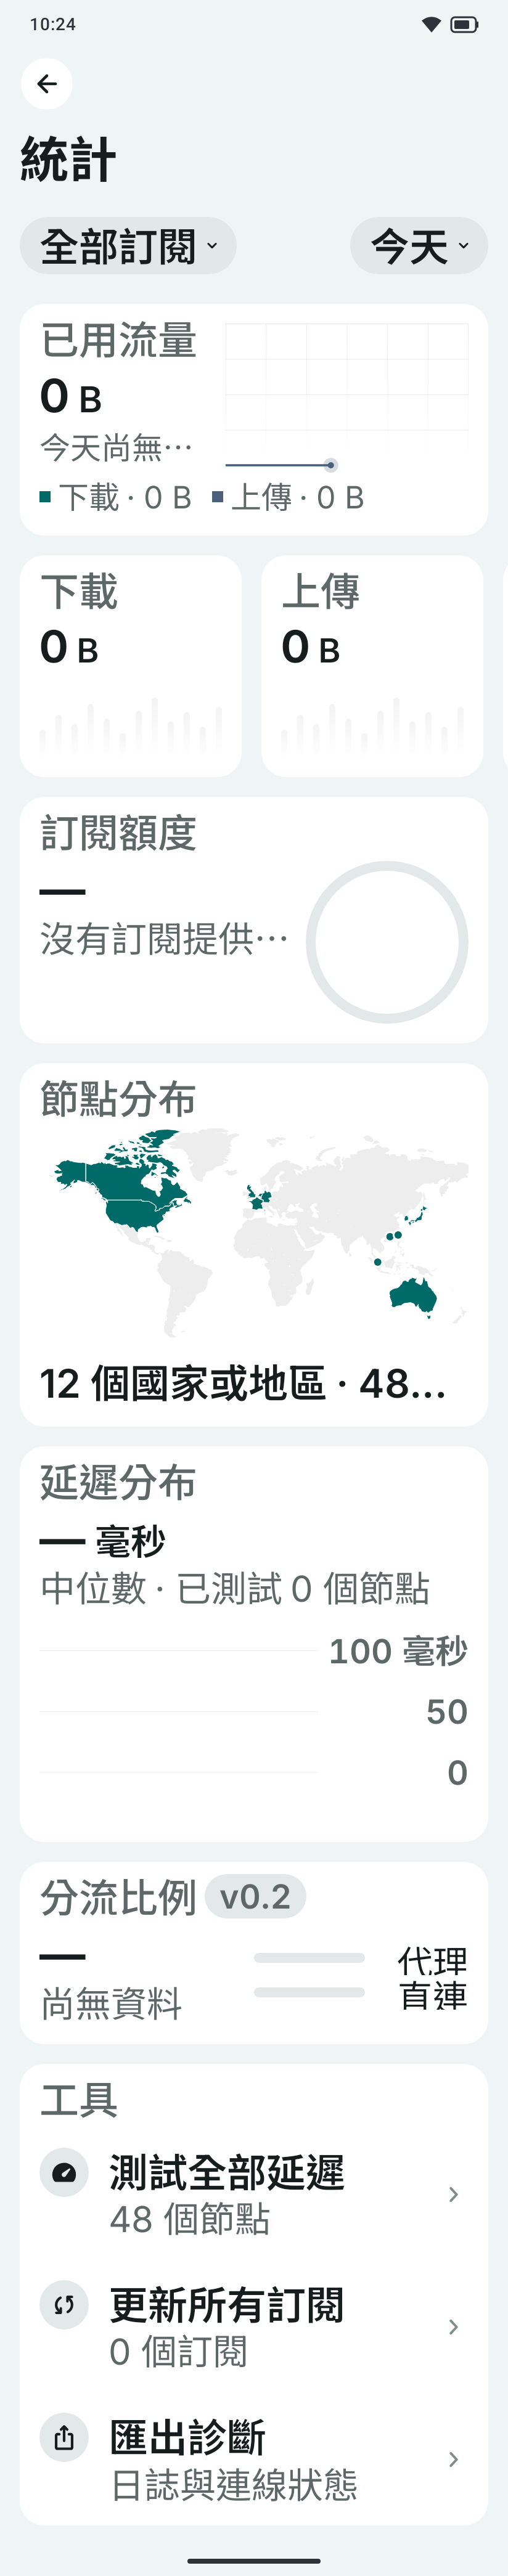 10:24
統計
全部訂閱
今天
已用流量
0 B
今天尚無…
下載 · 0 B
上傳 · 0 B
下載
0 B
上傳
0 B
訂閱額度
—
沒有訂閱提供…
節點分布
12 個國家或地區 · 48...
延遲分布
— 毫秒
中位數 · 已測試 0 個節點
100 毫秒
50
0
分流比例 v0.2
—
尚無資料
代理
直連
工具
測試全部延遲
48 個節點
更新所有訂閱
0 個訂閱
匯出診斷
日誌與連線狀態